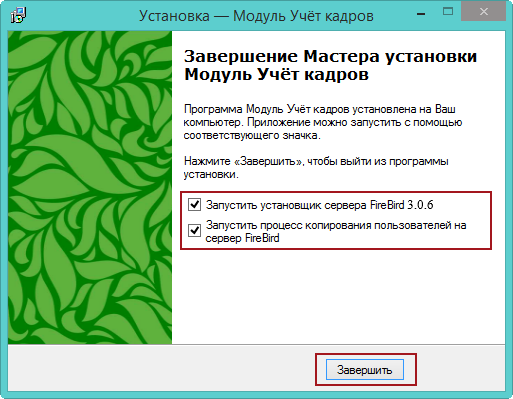 Установка — Модуль Учёт кадров
Завершение Мастера установки
Модуль Учёт кадров
Программа Модуль Учёт кадров установлена на Ваш
компьютер. Приложение можно запустить с помощью
соответствующего значка.
Нажмите «Завершить», чтобы выйти из программы
установки.
Запустить установщик сервера FireBird 3.0.6
Запустить процесс копирования пользователей на
сервер FireBird
Завершить